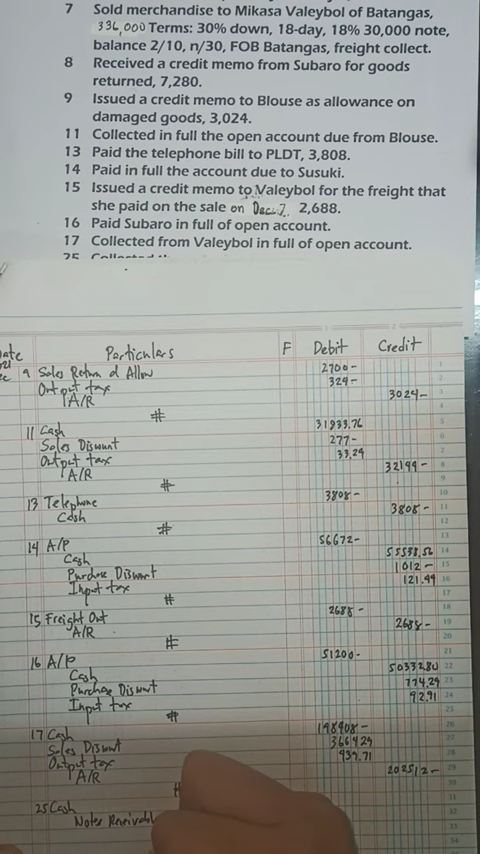 7 Sold merchandise to Mikasa Valeybol of Batangas,
336,000 Terms: 30% down, 18-day, 18% 30,000 note,
balance 2/10, n/30, FOB Batangas, freight collect.
8 Received a credit memo from Subaro for goods
returned, 7,280.
9 Issued a credit memo to Blouse as allowance on
damaged goods, 3,024.
11 Collected in full the open account due from Blouse.
13 Paid the telephone bill to PLDT, 3,808.
14 Paid in full the account due to Susuki.
15 Issued a credit memo to Valeybol for the freight that
she paid on the sale on Dec. 7, 2,688.
16 Paid Subaro in full of open account.
17 Collected from Valeybol in full of open account.
25
Particulars F Debit Credit
9 Sales Return & Allow 2700-
Output tax 324-
A/R 3024-
#
11 Cash 31933.76
Sales Discount 277-
Output tax 33.24
A/R 32144-
#
13 Telephone 3808-
Cash 3808-
#
14 A/P 56672-
Cash 55538.56
Purchase Discount 1012-
Input tax 121.44
#
15 Freight Out 2688-
A/R 2688-
#
16 A/P 51200-
Cash 50332.80
Purchase Discount 774.29
Input tax 92.91
#
17 Cash 198408-
Sales Discount 3664.29
Output tax 439.71
A/R 202512-
25 Cash
Notes Receivabl